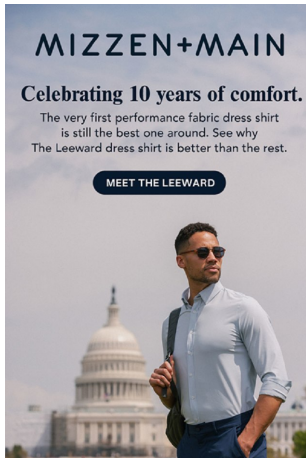 MIZZEN+MAIN
Celebrating 10 years of comfort.
The very first performance fabric dress shirt
is still the best one around. See why
The Leeward dress shirt is better than the rest.
MEET THE LEEWARD